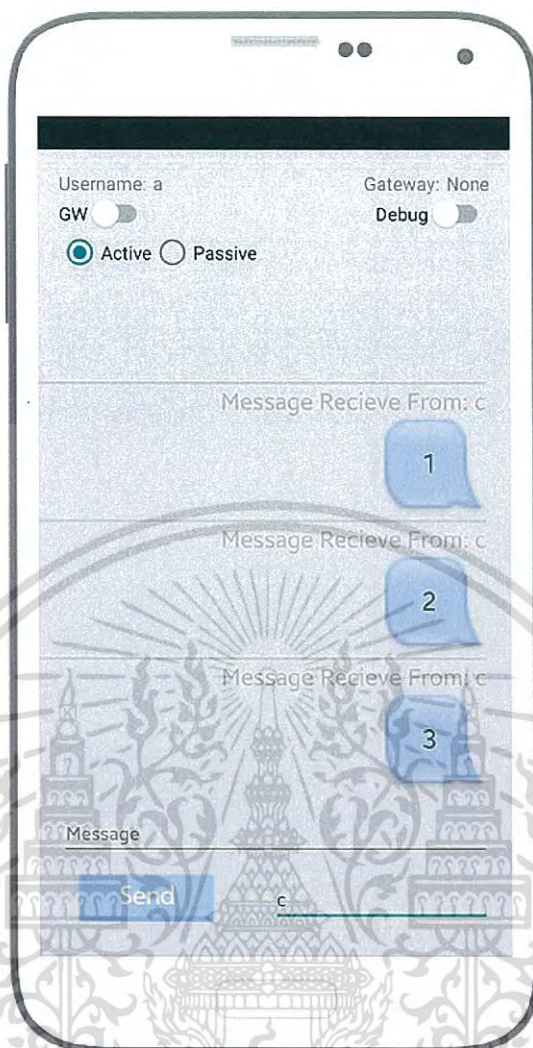 Username: a Gateway: None
GW Debug
Active Passive
Message Recieve From: c
1
Message Recieve From: c
2
Message Recieve From: c
3
Message
Send c